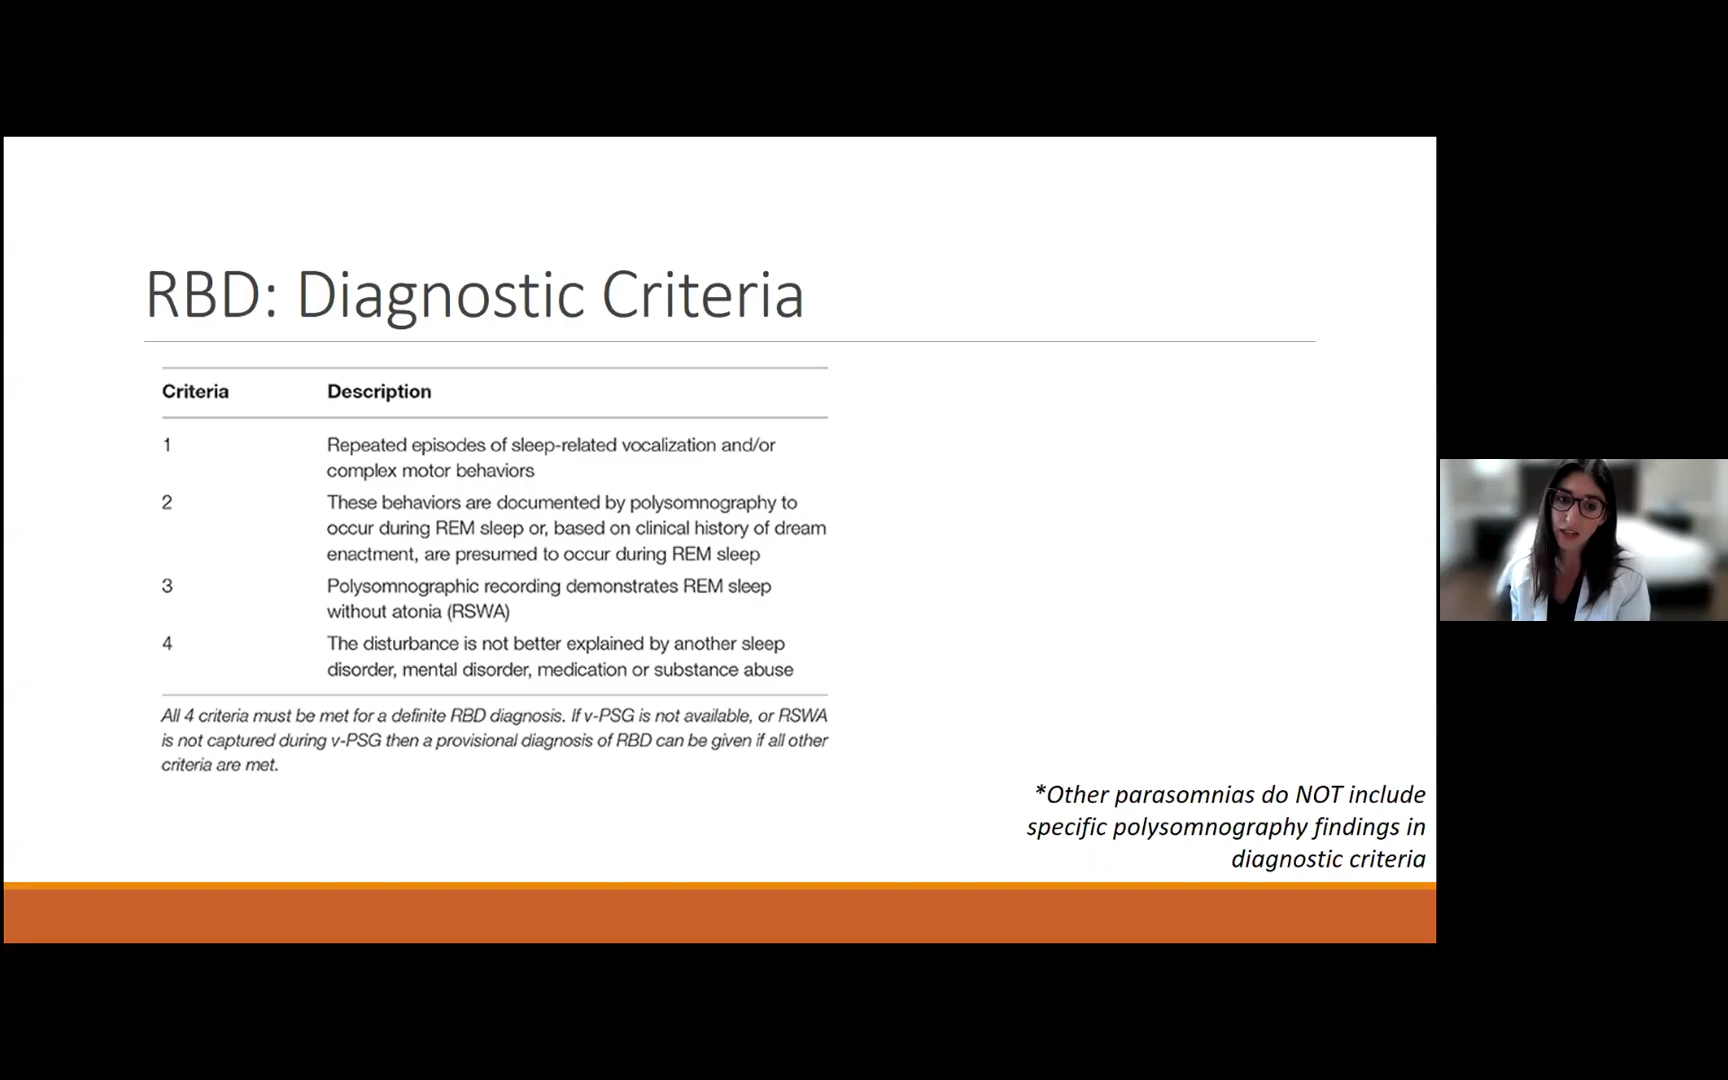 RBD: Diagnostic Criteria
Criteria Description
1 Repeated episodes of sleep-related vocalization and/or
complex motor behaviors
2 These behaviors are documented by polysomnography to
occur during REM sleep or, based on clinical history of dream
enactment, are presumed to occur during REM sleep
3 Polysomnographic recording demonstrates REM sleep
without atonia (RSWA)
4 The disturbance is not better explained by another sleep
disorder, mental disorder, medication or substance abuse
All 4 criteria must be met for a definite RBD diagnosis. If v-PSG is not available, or RSWA
is not captured during v-PSG then a provisional diagnosis of RBD can be given if all other
criteria are met.
*Other parasomnias do NOT include
specific polysomnography findings in
diagnostic criteria